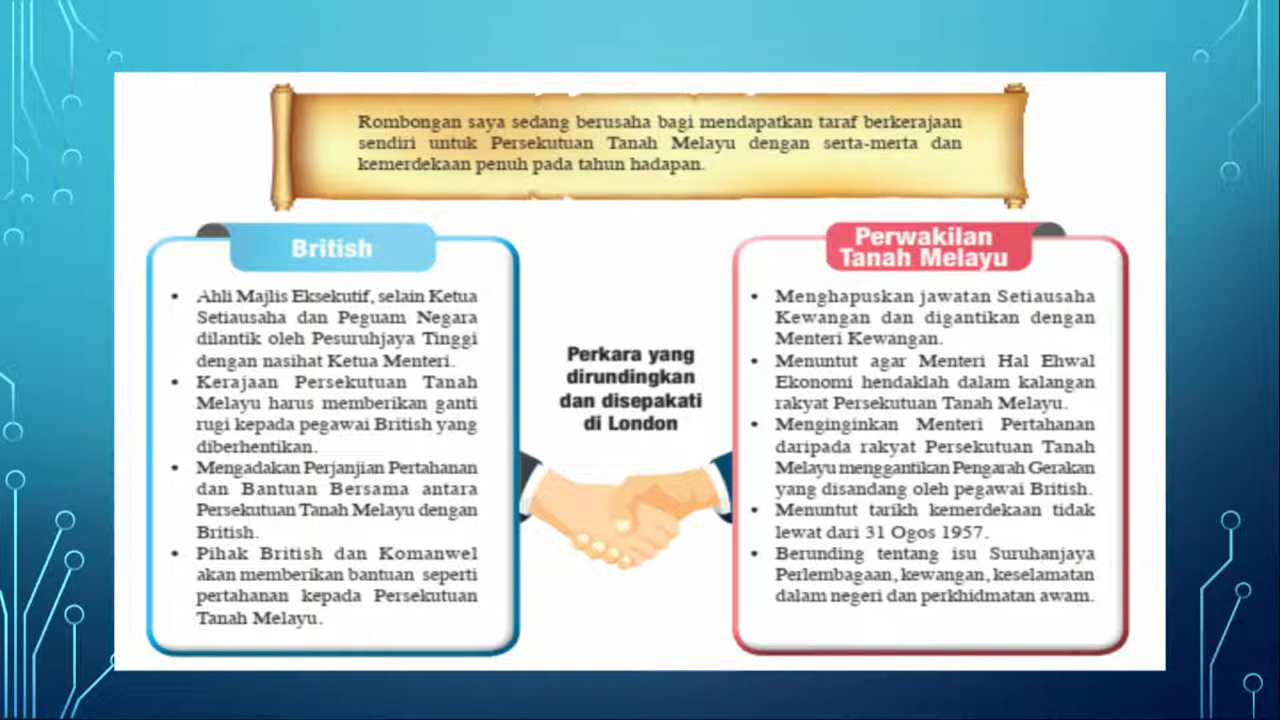 Rombongan saya sedang berusaha bagi mendapatkan taraf berkerajaan
sendiri untuk Persekutuan Tanah Melayu dengan serta-merta dan
kemerdekaan penuh pada tahun hadapan.
British
• Ahli Majlis Eksekutif, selain Ketua
Setiausaha dan Peguam Negara
dilantik oleh Pesuruhjaya Tinggi
dengan nasihat Ketua Menteri.
• Kerajaan Persekutuan Tanah
Melayu harus memberikan ganti
rugi kepada pegawai British yang
diberhentikan.
• Mengadakan Perjanjian Pertahanan
dan Bantuan Bersama antara
Persekutuan Tanah Melayu dengan
British.
• Pihak British dan Komanwel
akan memberikan bantuan seperti
pertahanan kepada Persekutuan
Tanah Melayu.
Perkara yang
dirundingkan
dan disepakati
di London
Perwakilan
Tanah Melayu
• Menghapuskan jawatan Setiausaha
Kewangan dan digantikan dengan
Menteri Kewangan.
• Menuntut agar Menteri Hal Ehwal
Ekonomi hendaklah dalam kalangan
rakyat Persekutuan Tanah Melayu.
• Menginginkan Menteri Pertahanan
daripada rakyat Persekutuan Tanah
Melayu menggantikan Pengarah Gerakan
yang disandang oleh pegawai British.
• Menuntut tarikh kemerdekaan tidak
lewat dari 31 Ogos 1957.
• Berunding tentang isu Suruhanjaya
Perlembagaan, kewangan, keselamatan
dalam negeri dan perkhidmatan awam.